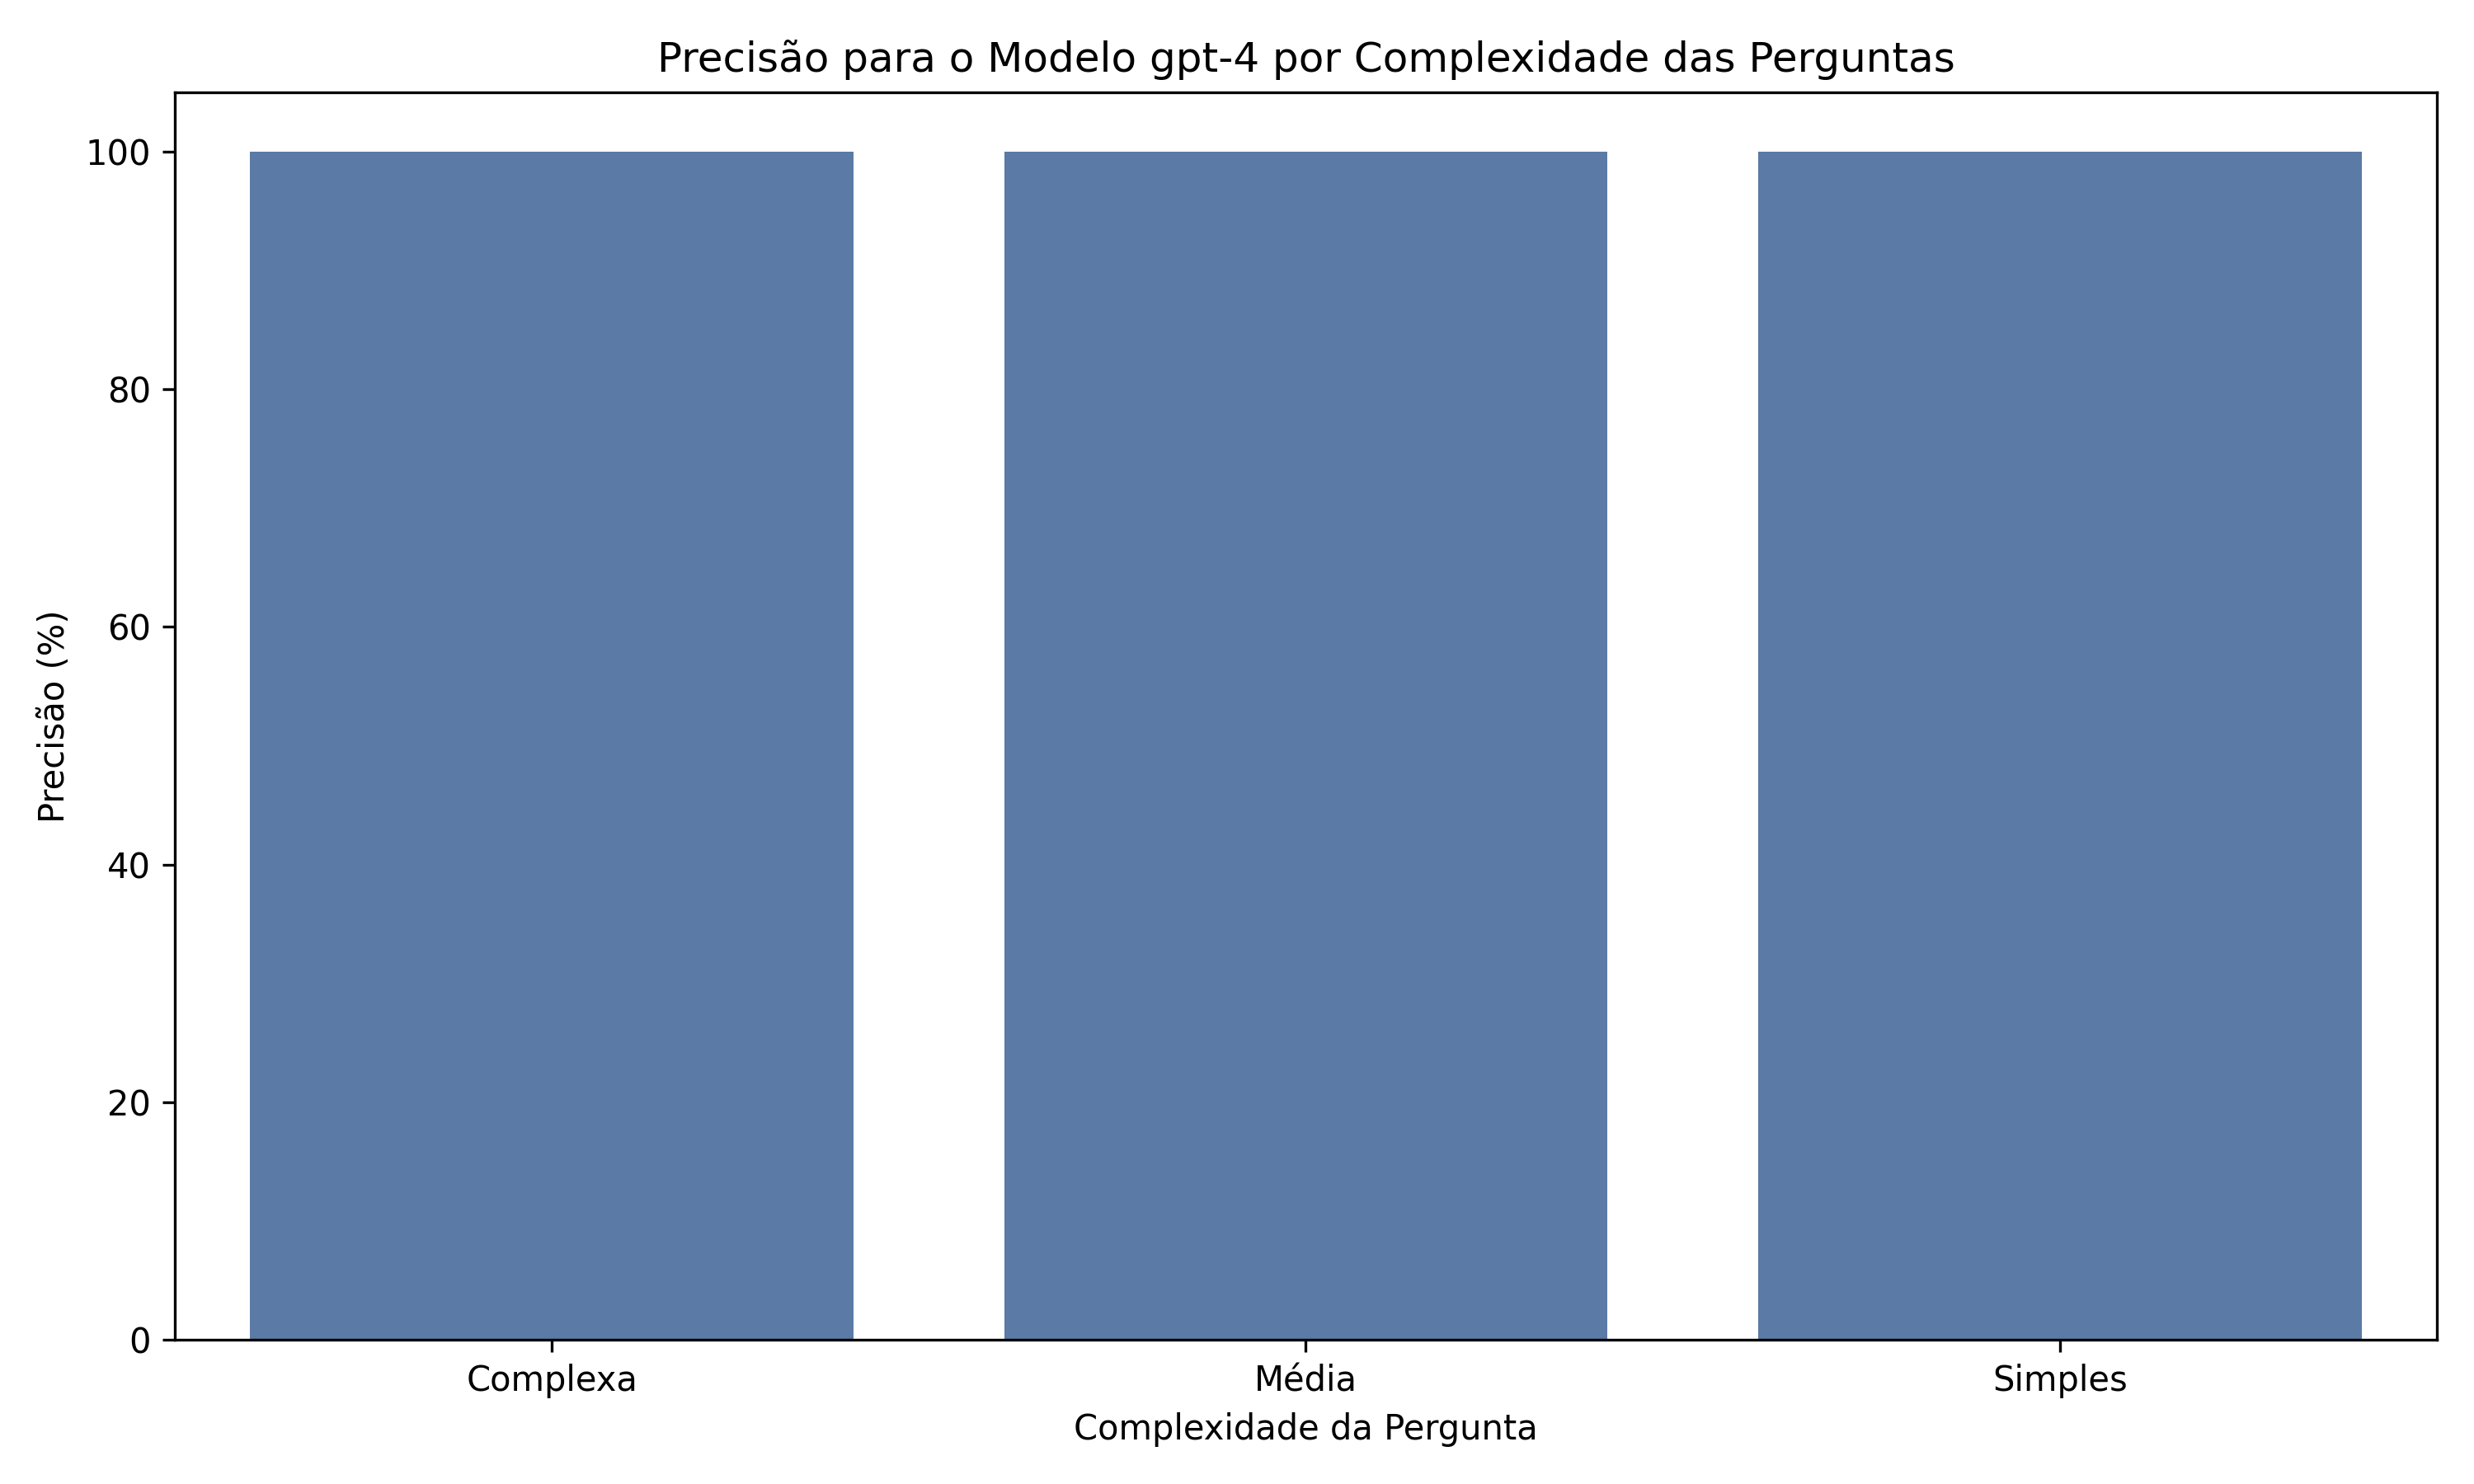 Precisão para o Modelo gpt-4 por Complexidade das Perguntas
Precisão (%)
100
80
60
40
20
0
Complexa
Média
Simples
Complexidade da Pergunta